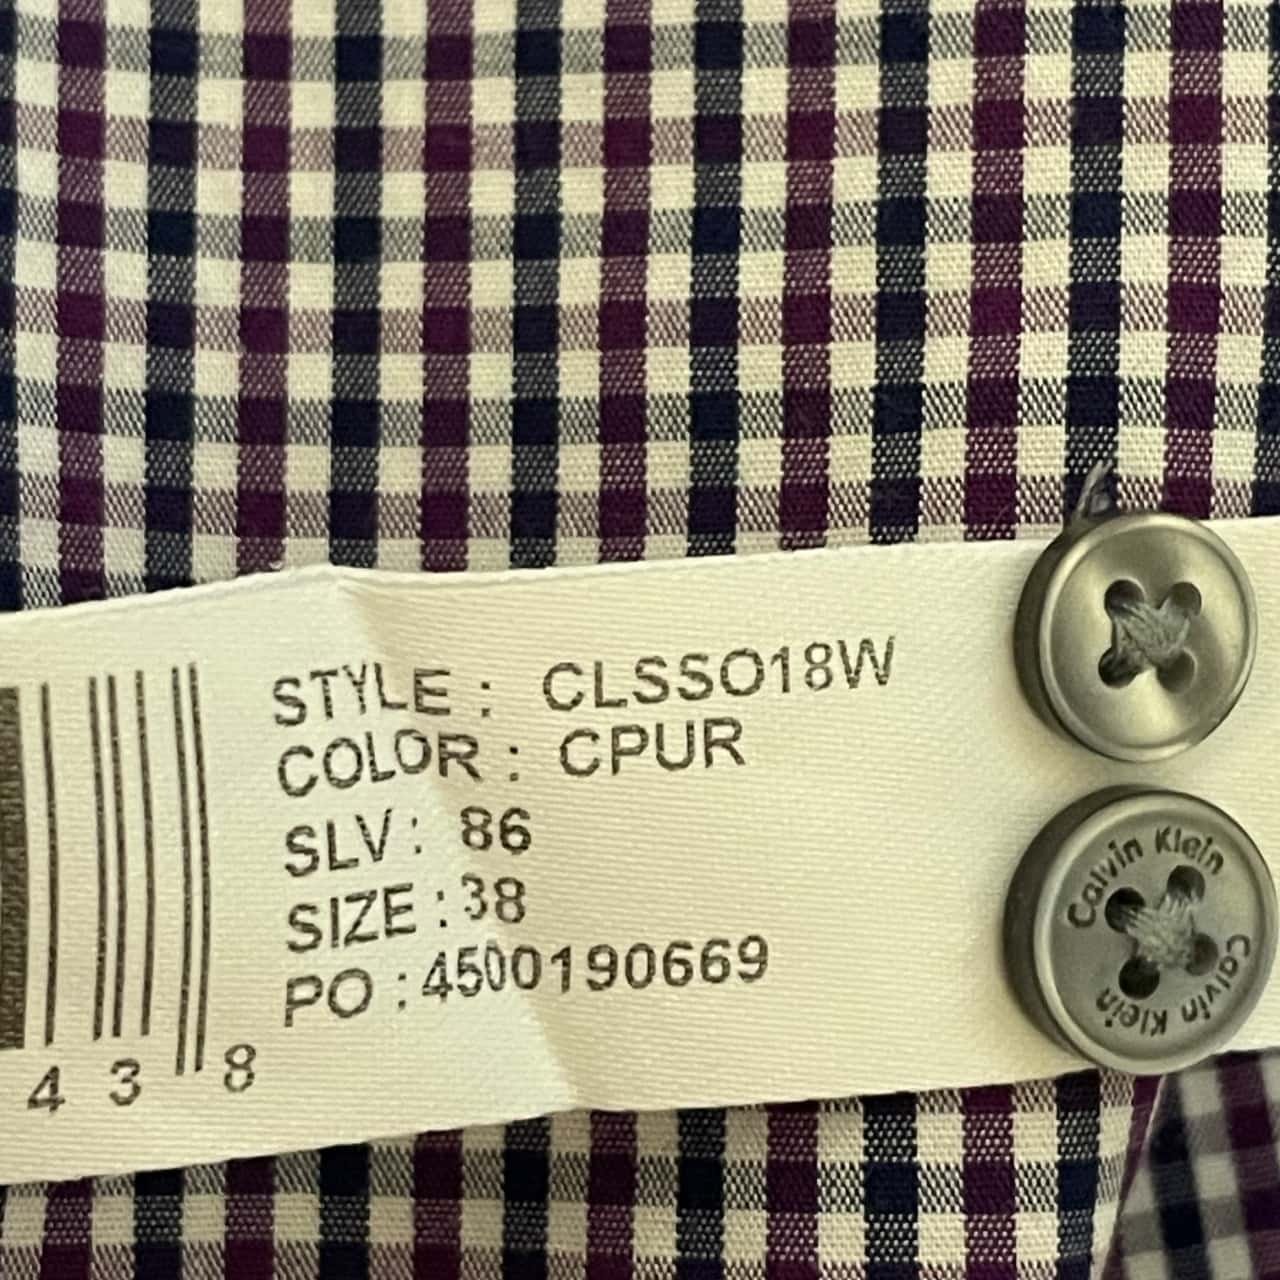 STYLE : CLSSO18W
COLOR : CPUR
SLV : 86
SIZE : 38
PO : 4500190669
4 3 8
Calvin Klein
Calvin Klein